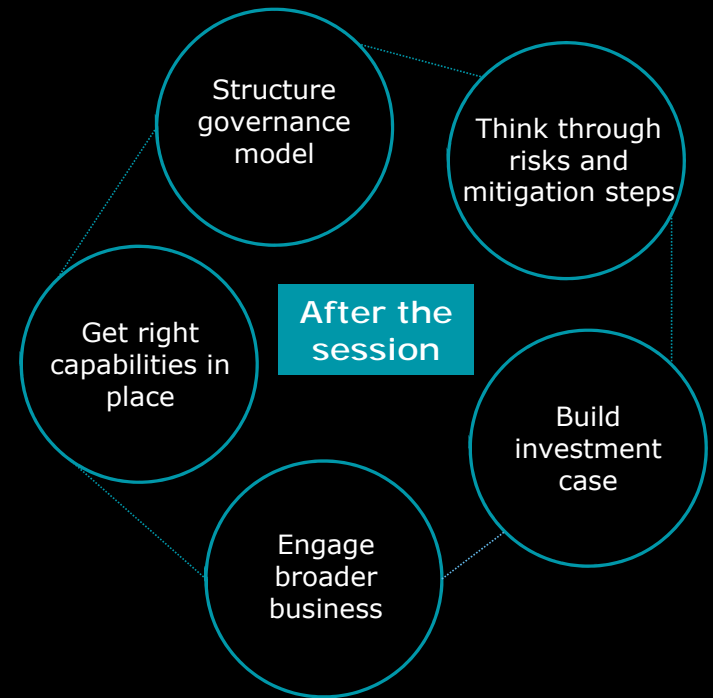 Structure
governance
model
Think through
risks and
mitigation steps
After the
session
Get right
capabilities in
place
Build
investment
case
Engage
broader
business